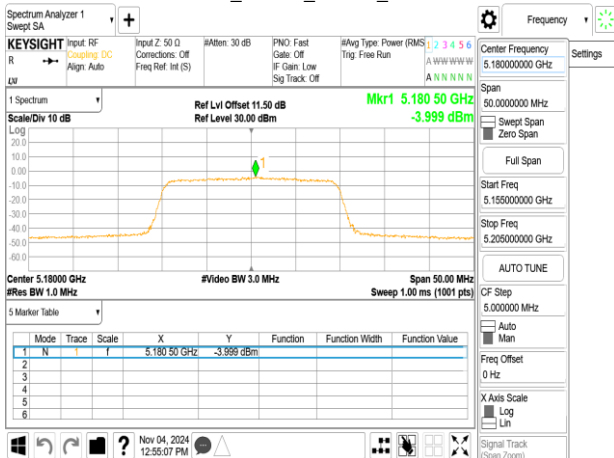 Spectrum Analyzer 1
Swept SA
Frequency
KEYSIGHT
Input: RF
Coupling: DC
Align: Auto
Input Z: 50 Ω
Corrections: Off
Freq Ref: Int (S)
#Atten: 30 dB
PNO: Fast
Gate: Off
IF Gain: Low
Sig Track: Off
#Avg Type: Power (RMS
Trig: Free Run
1 2 3 4 5 6
A W W W W W
A N N N N N
R
1 Spectrum
Scale/Div 10 dB
Ref Lvl Offset 11.50 dB
Ref Level 30.00 dBm
Mkr1 5.180 50 GHz
-3.999 dBm
Log
20.0
10.0
0.00
-10.0
-20.0
-30.0
-40.0
-50.0
-60.0
1
Center 5.18000 GHz
#Res BW 1.0 MHz
#Video BW 3.0 MHz
Span 50.00 MHz
Sweep 1.00 ms (1001 pts)
5 Marker Table
Mode Trace Scale X Y Function Function Width Function Value
1 N 1 f 5.180 50 GHz -3.999 dBm
2
3
4
5
6
Nov 04, 2024
12:55:07 PM
?
Center Frequency
5.180000000 GHz
Settings
Span
50.0000000 MHz
Swept Span
Zero Span
Full Span
Start Freq
5.155000000 GHz
Stop Freq
5.205000000 GHz
AUTO TUNE
CF Step
5.000000 MHz
Auto
Man
Freq Offset
0 Hz
X Axis Scale
Log
Lin
Signal Track
(Span Zoom)